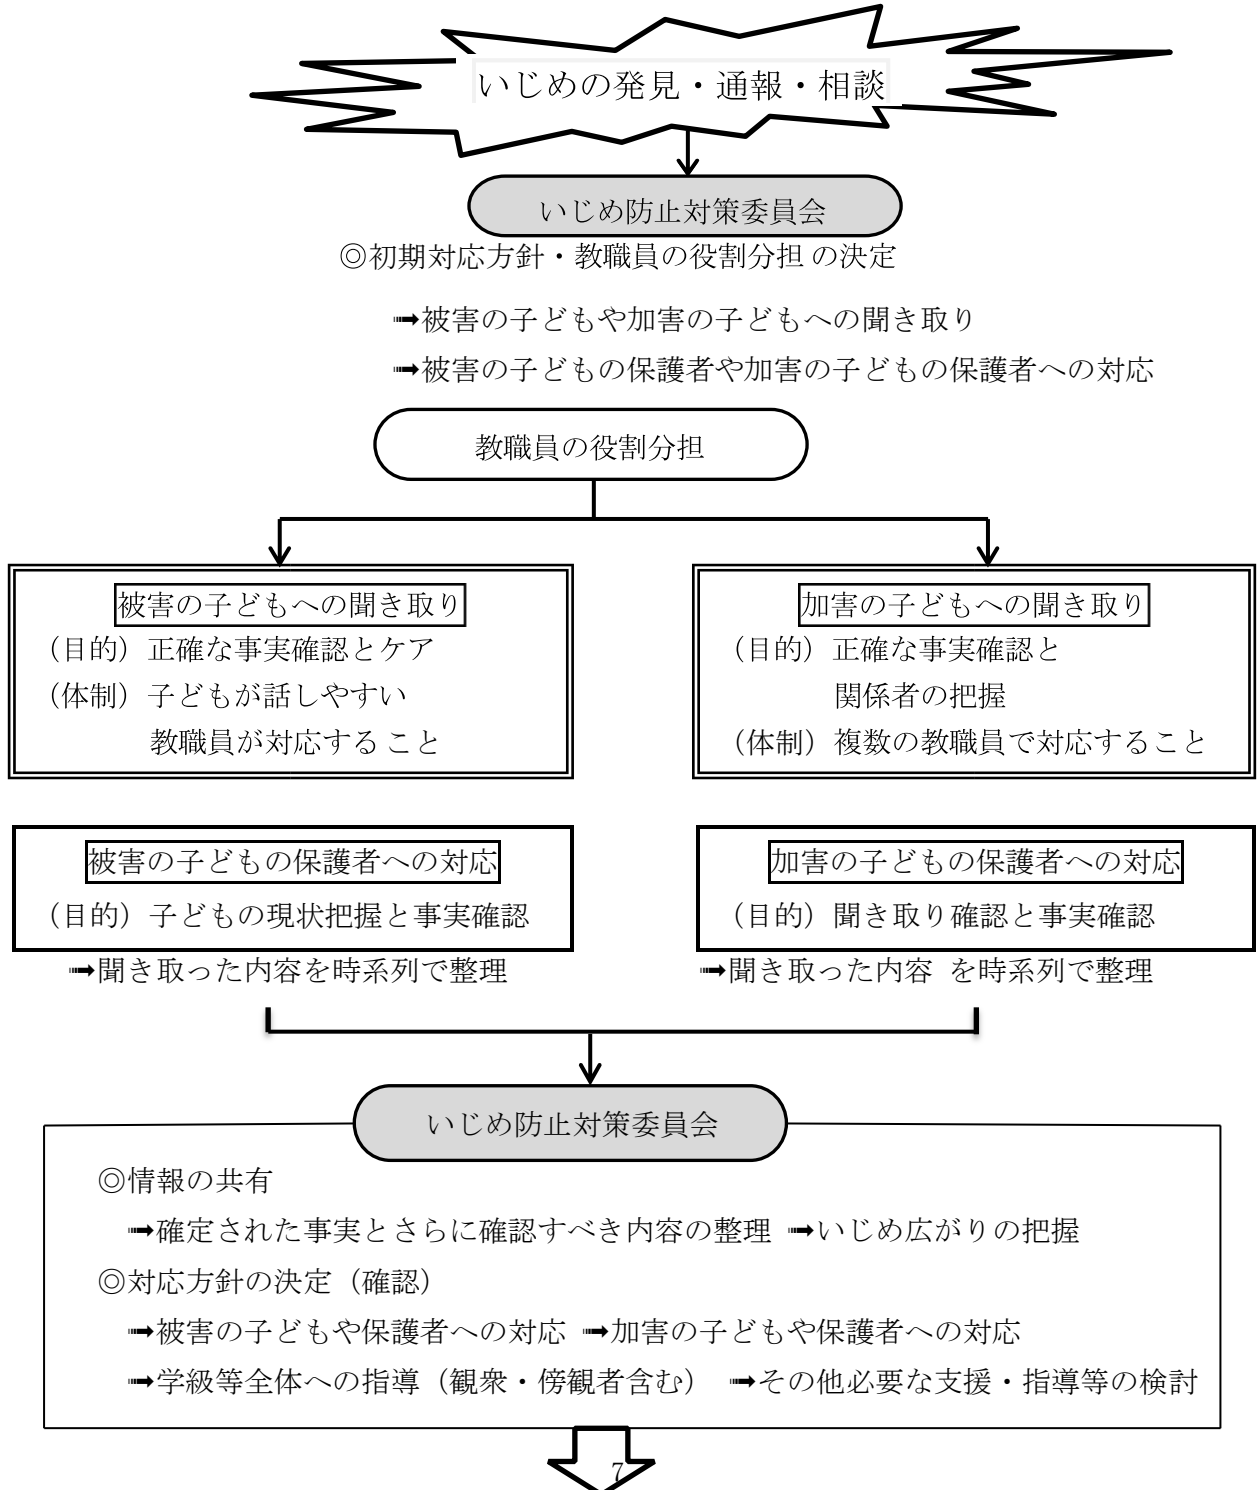 いじめの発見・通報・相談
いじめ防止対策委員会
◎初期対応方針・教職員の役割分担の決定
➟被害の子どもや加害の子どもへの聞き取り
➟被害の子どもの保護者や加害の子どもの保護者への対応
教職員の役割分担
被害の子どもへの聞き取り
（目的）正確な事実確認とケア
（体制）子どもが話しやすい
教職員が対応すること
加害の子どもへの聞き取り
（目的）正確な事実確認と
関係者の把握
（体制）複数の教職員で対応すること
被害の子どもの保護者への対応
（目的）子どもの現状把握と事実確認
➟聞き取った内容を時系列で整理
加害の子どもの保護者への対応
（目的）聞き取り確認と事実確認
➟聞き取った内容 を時系列で整理
いじめ防止対策委員会
◎情報の共有
➟確定された事実とさらに確認すべき内容の整理 ➟いじめ広がりの把握
◎対応方針の決定（確認）
➟被害の子どもや保護者への対応 ➟加害の子どもや保護者への対応
➟学級等全体への指導（観衆・傍観者含む） ➟その他必要な支援・指導等の検討
7